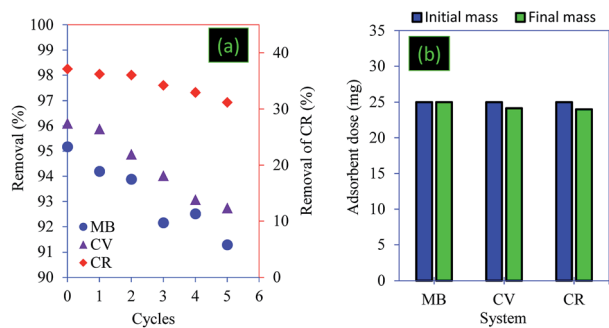 Initial mass Final mass
(a)
(b)
Removal (%)
100
99
98
97
96
95
94
93
92
91
90
0 1 2 3 4 5 6
Cycles
MB
CV
CR
40
30
20
10
0
Removal of CR (%)
Adsorbent dose (mg)
35
30
25
20
15
10
5
0
MB CV CR
System